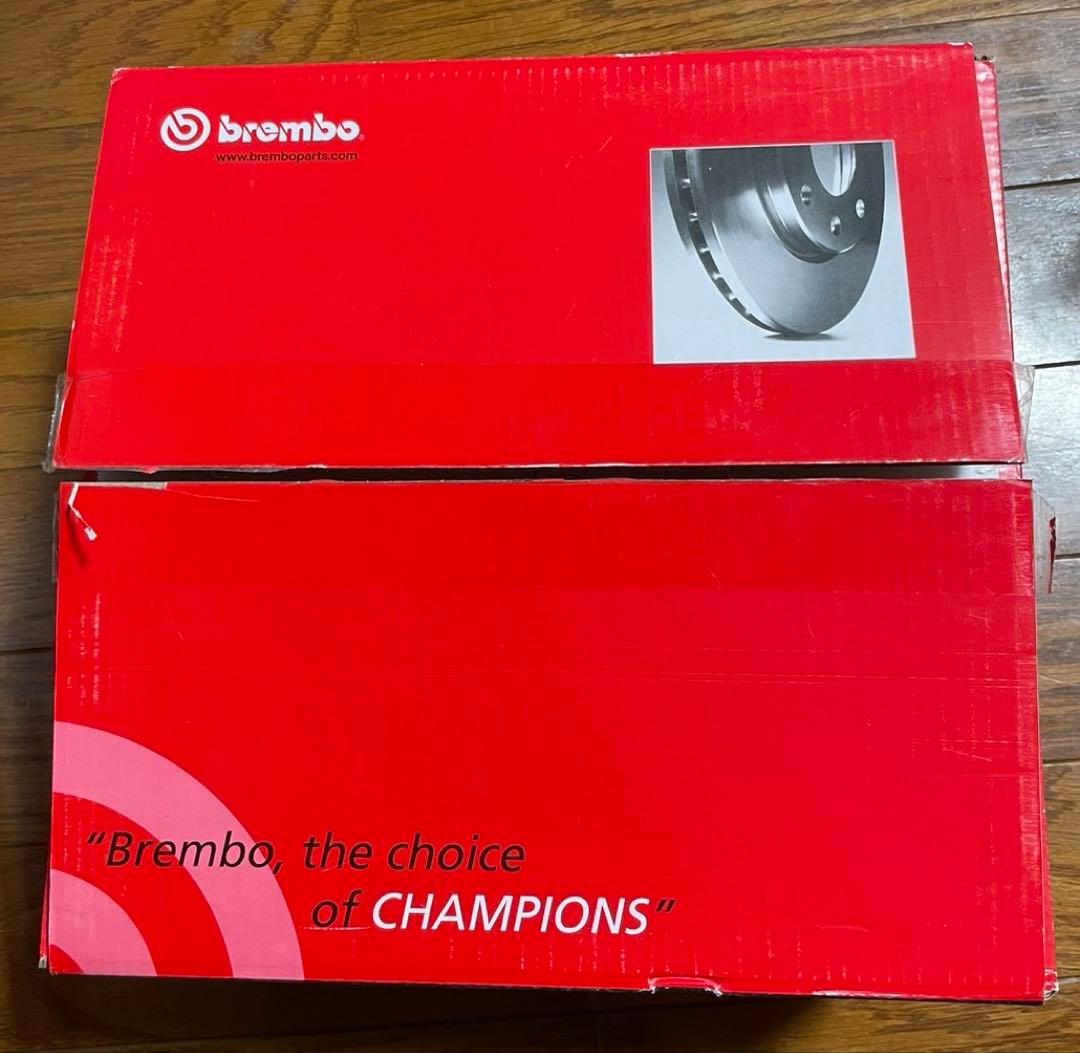 brembo
www.bremboparts.com
“Brembo, the choice
of CHAMPIONS”